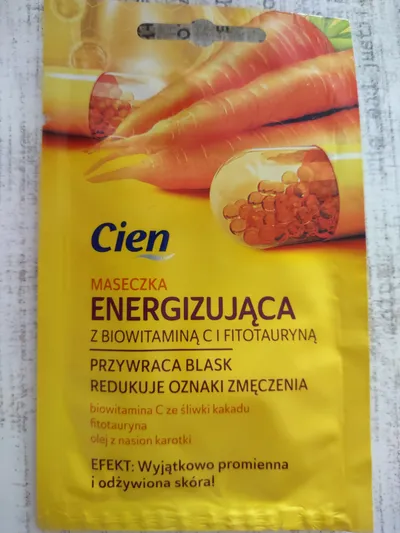 Cien
MASECZKA
ENERGIZUJĄCA
Z BIOWITAMINĄ C I FITOTAURYNĄ
PRZYWRACA BLASK
REDUKUJE OZNAKI ZMĘCZENIA
biowitamina C ze śliwki kakadu
fitotauryna
olej z nasion karotki
EFEKT: Wyjątkowo promienna
i odżywiona skóra!